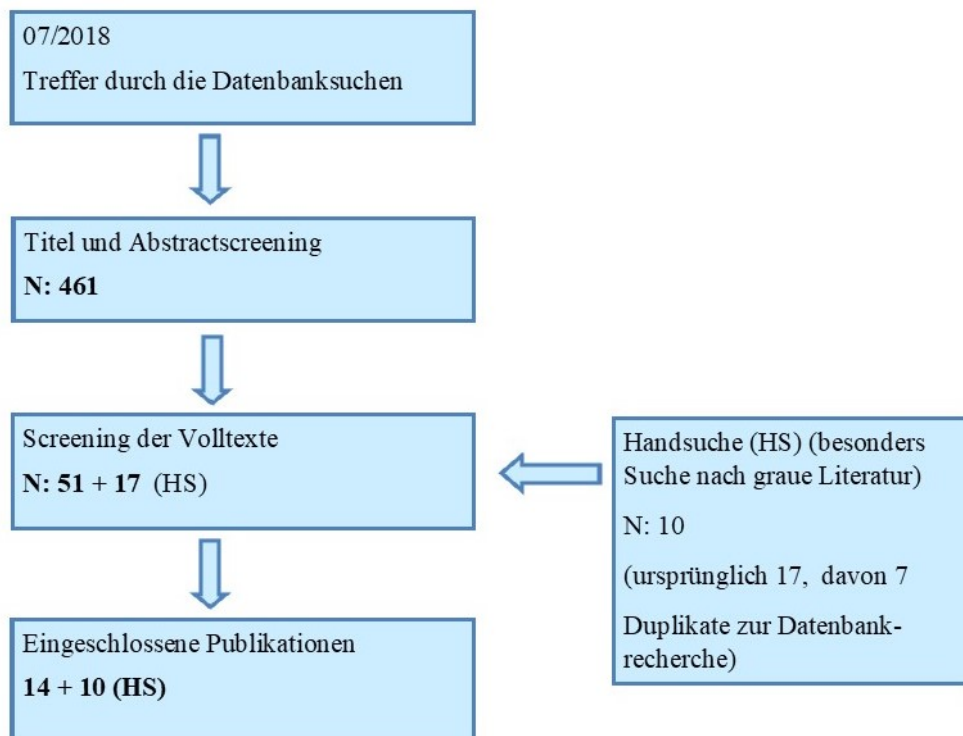 07/2018
Treffer durch die Datenbanksuchen
Titel und Abstractscreening
N: 461
Screening der Volltexte
N: 51 + 17 (HS)
Handsuche (HS) (besonders
Suche nach graue Literatur)
N: 10
(ursprünglich 17, davon 7
Duplikate zur Datenbank-
recherche)
Eingeschlossene Publikationen
14 + 10 (HS)